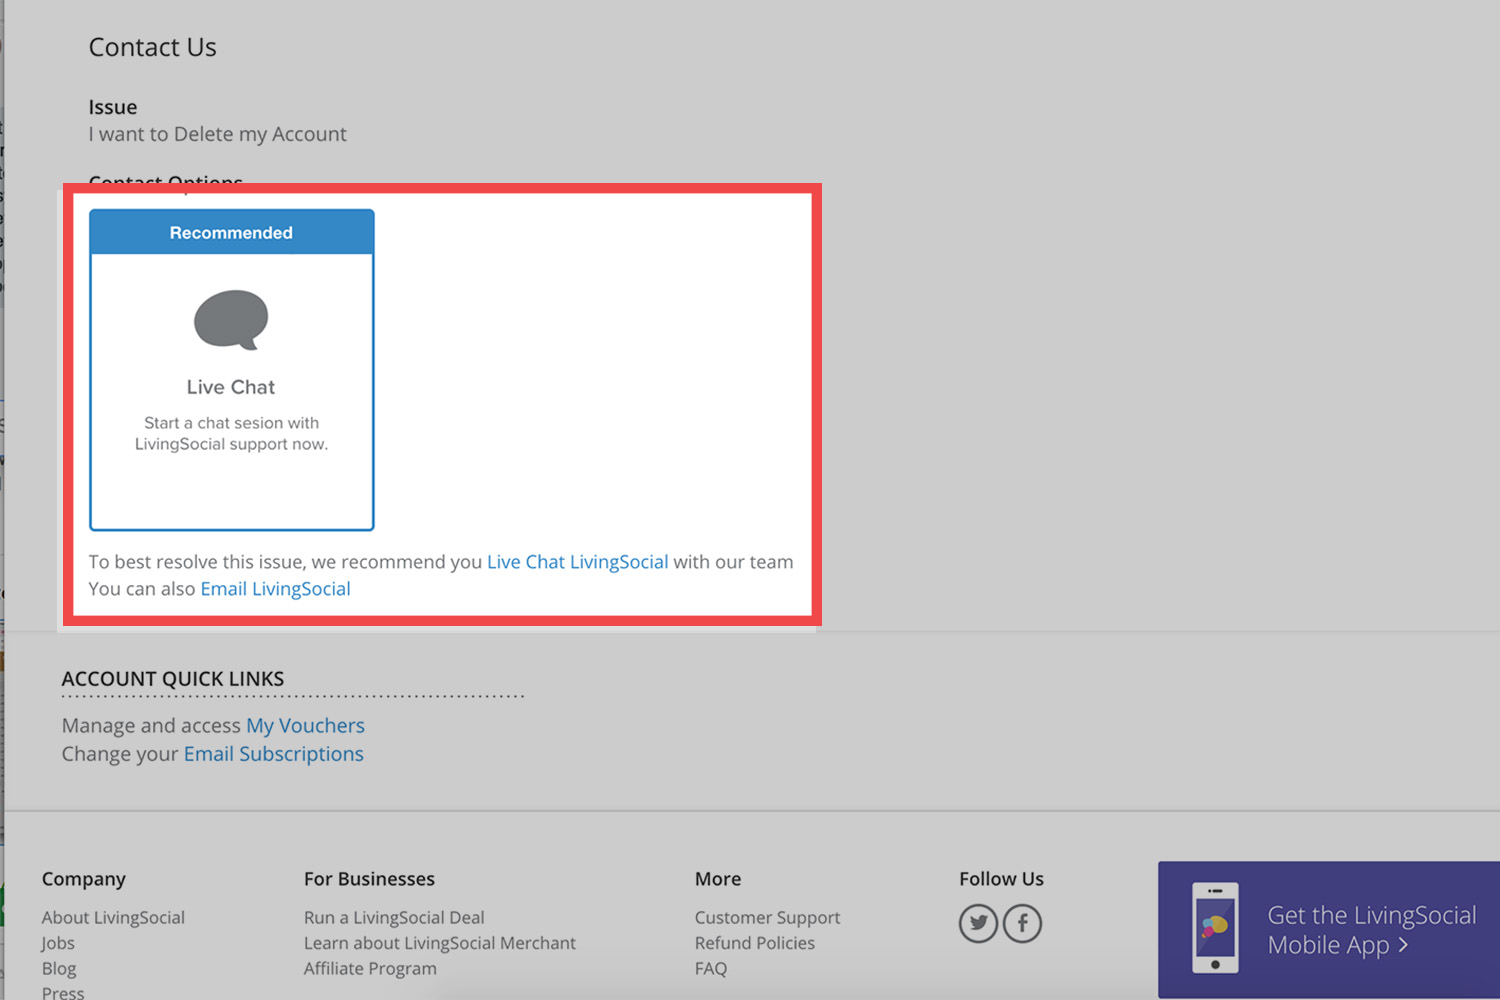 Contact Us
Issue
I want to Delete my Account
Contact Options
Recommended
Live Chat
Start a chat sesion with
LivingSocial support now.
To best resolve this issue, we recommend you Live Chat LivingSocial with our team
You can also Email LivingSocial
ACCOUNT QUICK LINKS
Manage and access My Vouchers
Change your Email Subscriptions
Company
About LivingSocial
Jobs
Blog
Press
For Businesses
Run a LivingSocial Deal
Learn about LivingSocial Merchant
Affiliate Program
More
Customer Support
Refund Policies
FAQ
Follow Us
Get the LivingSocial
Mobile App >